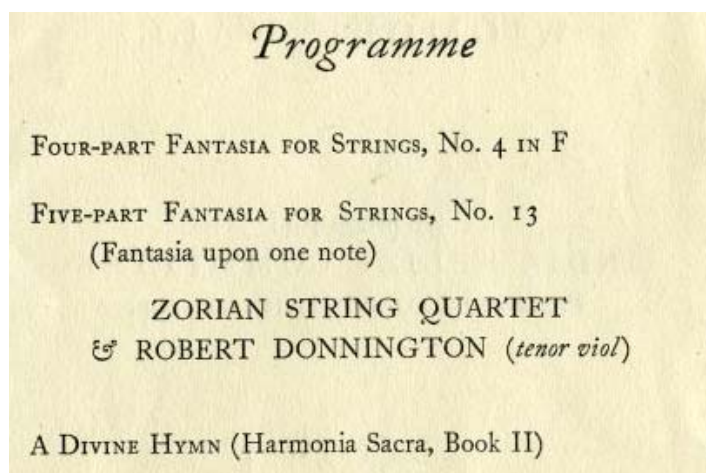 Programme
Four-part Fantasia for Strings, No. 4 in F
Five-part Fantasia for Strings, No. 13
(Fantasia upon one note)
ZORIAN STRING QUARTET
& ROBERT DONNINGTON (tenor viol)
A Divine Hymn (Harmonia Sacra, Book II)